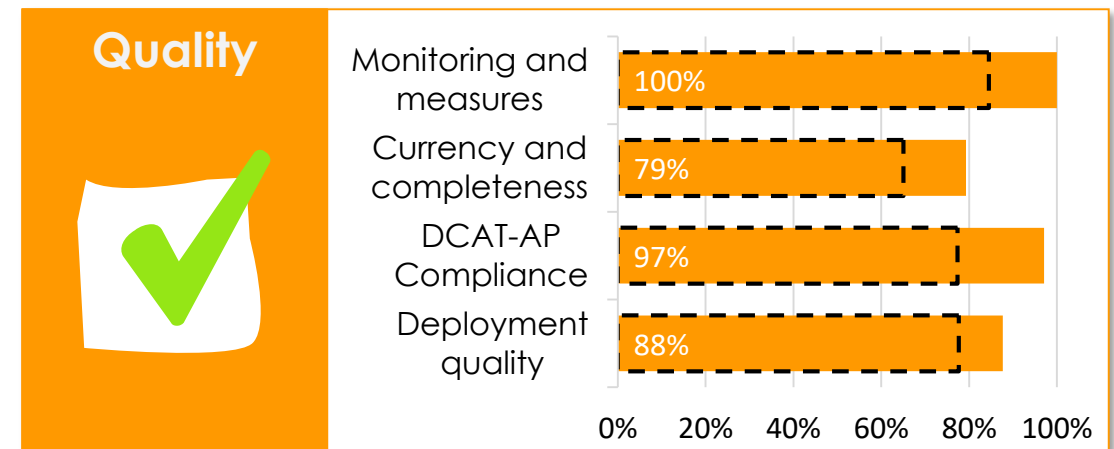 Quality
Monitoring and
measures
100%
Currency and
completeness
79%
DCAT-AP
Compliance
97%
Deployment
quality
88%
0% 20% 40% 60% 80% 100%